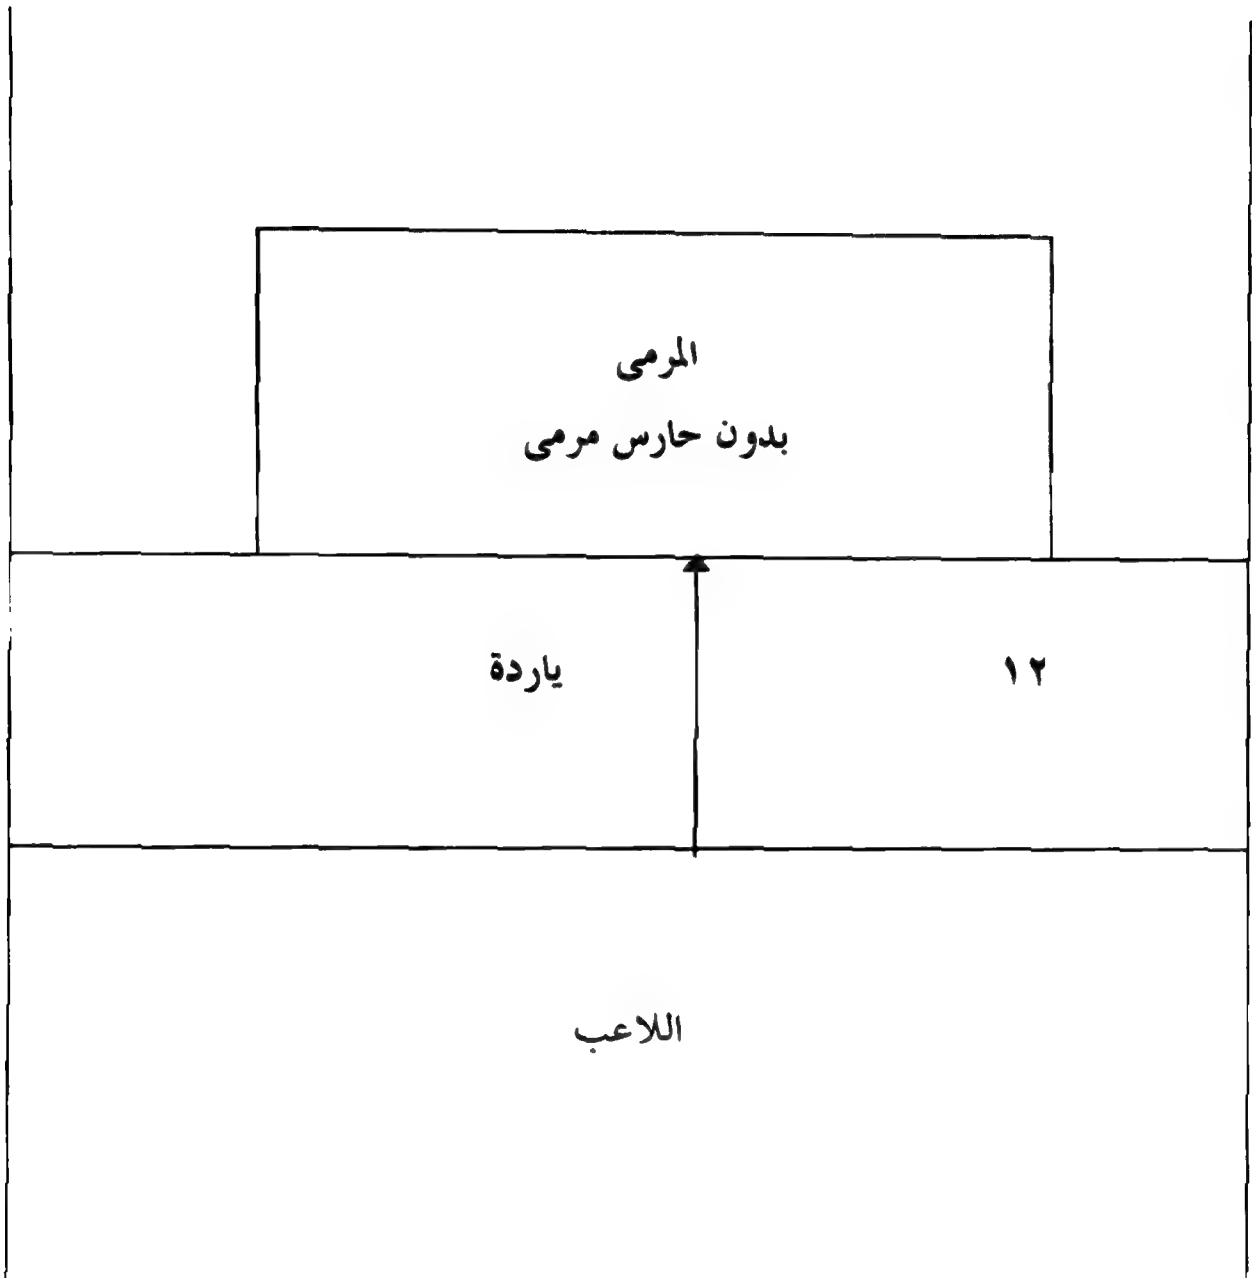 المرمى
بدون حارس مرمى
١٢ ياردة
اللاعب